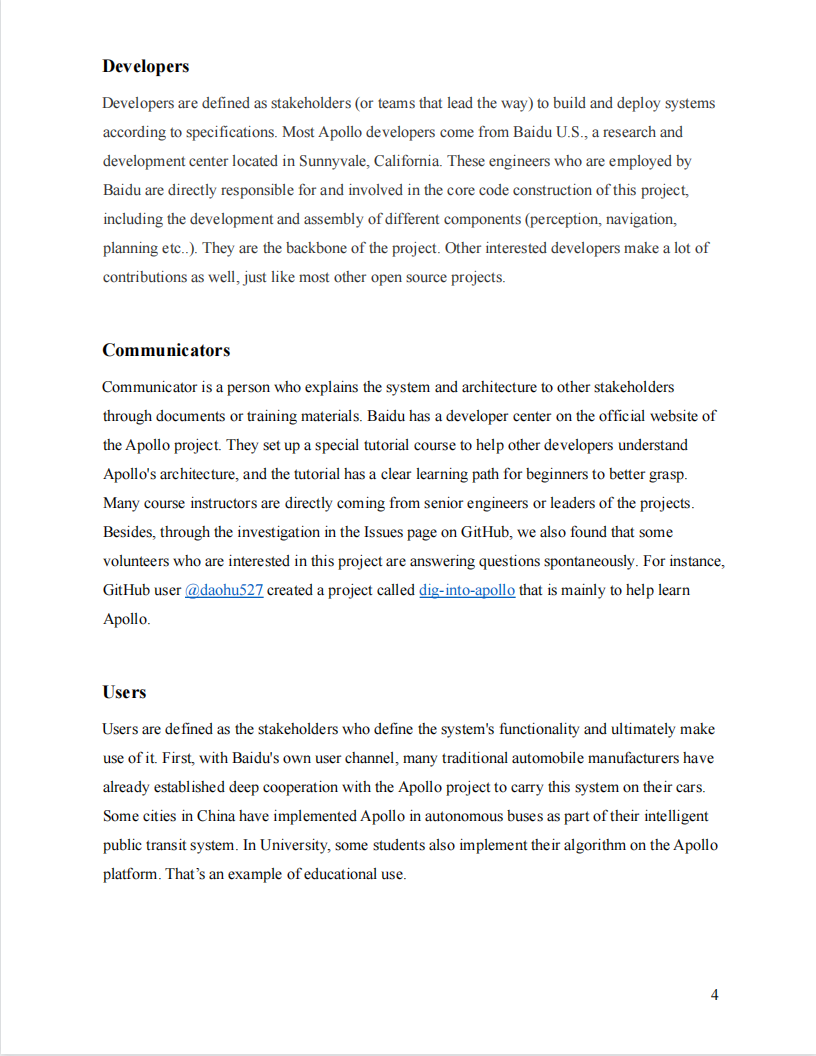 Developers
Developers are defined as stakeholders (or teams that lead the way) to build and deploy systems
according to specifications. Most Apollo developers come from Baidu U.S., a research and
development center located in Sunnyvale, California. These engineers who are employed by
Baidu are directly responsible for and involved in the core code construction of this project,
including the development and assembly of different components (perception, navigation,
planning etc..). They are the backbone of the project. Other interested developers make a lot of
contributions as well, just like most other open source projects.
Communicators
Communicator is a person who explains the system and architecture to other stakeholders
through documents or training materials. Baidu has a developer center on the official website of
the Apollo project. They set up a special tutorial course to help other developers understand
Apollo's architecture, and the tutorial has a clear learning path for beginners to better grasp.
Many course instructors are directly coming from senior engineers or leaders of the projects.
Besides, through the investigation in the Issues page on GitHub, we also found that some
volunteers who are interested in this project are answering questions spontaneously. For instance,
GitHub user @daohu527 created a project called dig-into-apollo that is mainly to help learn
Apollo.
Users
Users are defined as the stakeholders who define the system's functionality and ultimately make
use of it. First, with Baidu's own user channel, many traditional automobile manufacturers have
already established deep cooperation with the Apollo project to carry this system on their cars.
Some cities in China have implemented Apollo in autonomous buses as part of their intelligent
public transit system. In University, some students also implement their algorithm on the Apollo
platform. That’s an example of educational use.
4